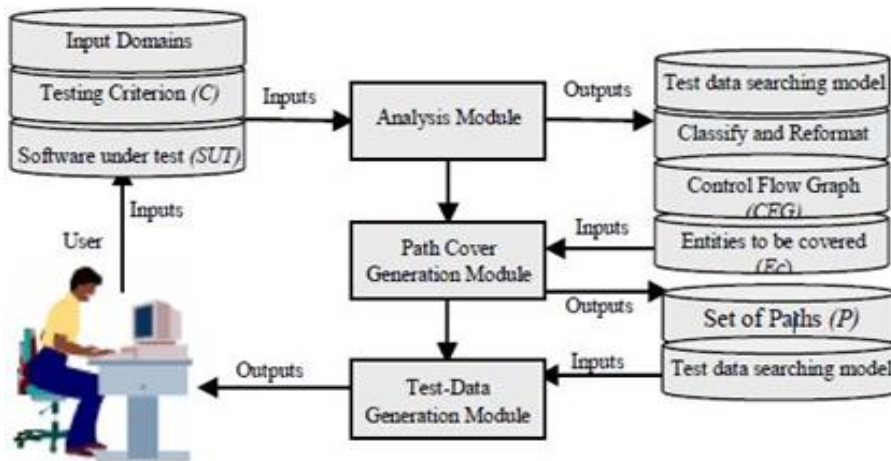 Input Domains
Testing Criterion (C)
Software under test (SUT)
Inputs
User
Inputs
Analysis Module
Outputs
Test data searching model
Classify and Reformat
Control Flow Graph
(CFG)
Entities to be covered
(Ec)
Inputs
Path Cover
Generation Module
Outputs
Set of Paths (P)
Test data searching model
Inputs
Test-Data
Generation Module
Outputs